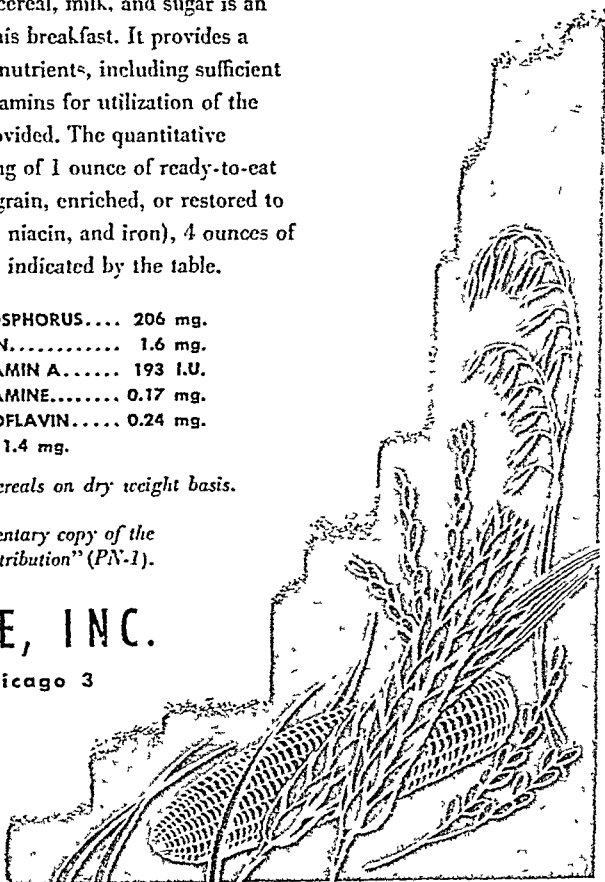 cereal, milk, and sugar is an
his breakfast. It provides a
nutrients, including sufficient
amins for utilization of the
ovided. The quantitative
ng of 1 ounce of ready-to-eat
grain, enriched, or restored to
niacin, and iron), 4 ounces of
indicated by the table.
OSPHORUS.... 206 mg.
N............ 1.6 mg.
AMIN A...... 193 I.U.
AMINE........ 0.17 mg.
OFLAVIN..... 0.24 mg.
1.4 mg.
ereals on dry weight basis.
entary copy of the
tribution" (PN-1).
E, INC.
icago 3